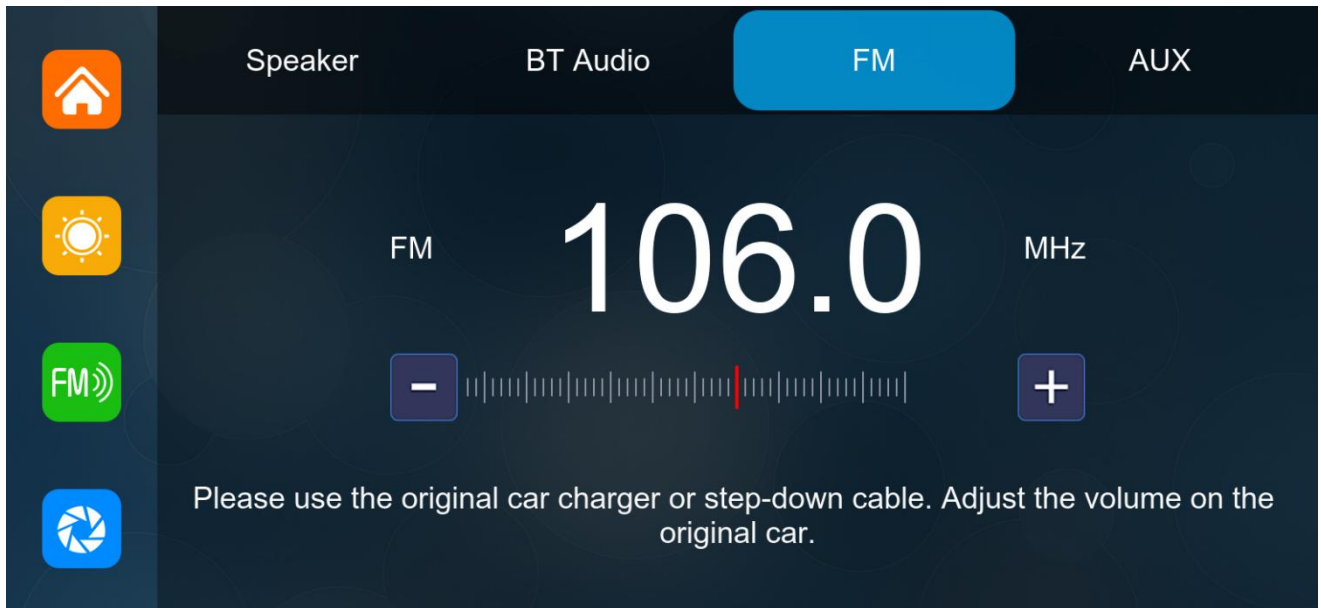 Speaker BT Audio FM AUX
FM 106.0 MHz
- +
FM
Please use the original car charger or step-down cable. Adjust the volume on the
original car.